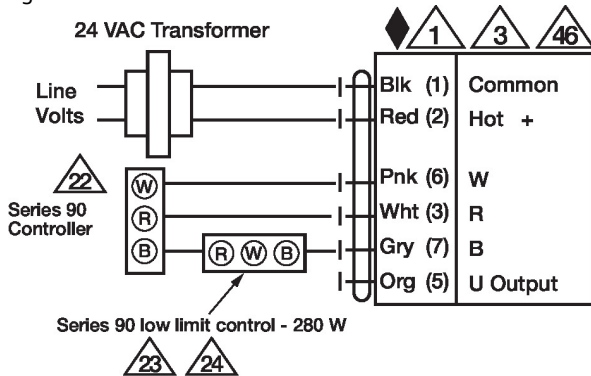 24 VAC Transformer
1 3 46
Line
Volts
Blk (1) Common
Red (2) Hot +
22
Series 90
Controller
W
R
B
R W B
Pnk (6) W
Wht (3) R
Gry (7) B
Org (5) U Output
Series 90 low limit control - 280 W
23 24